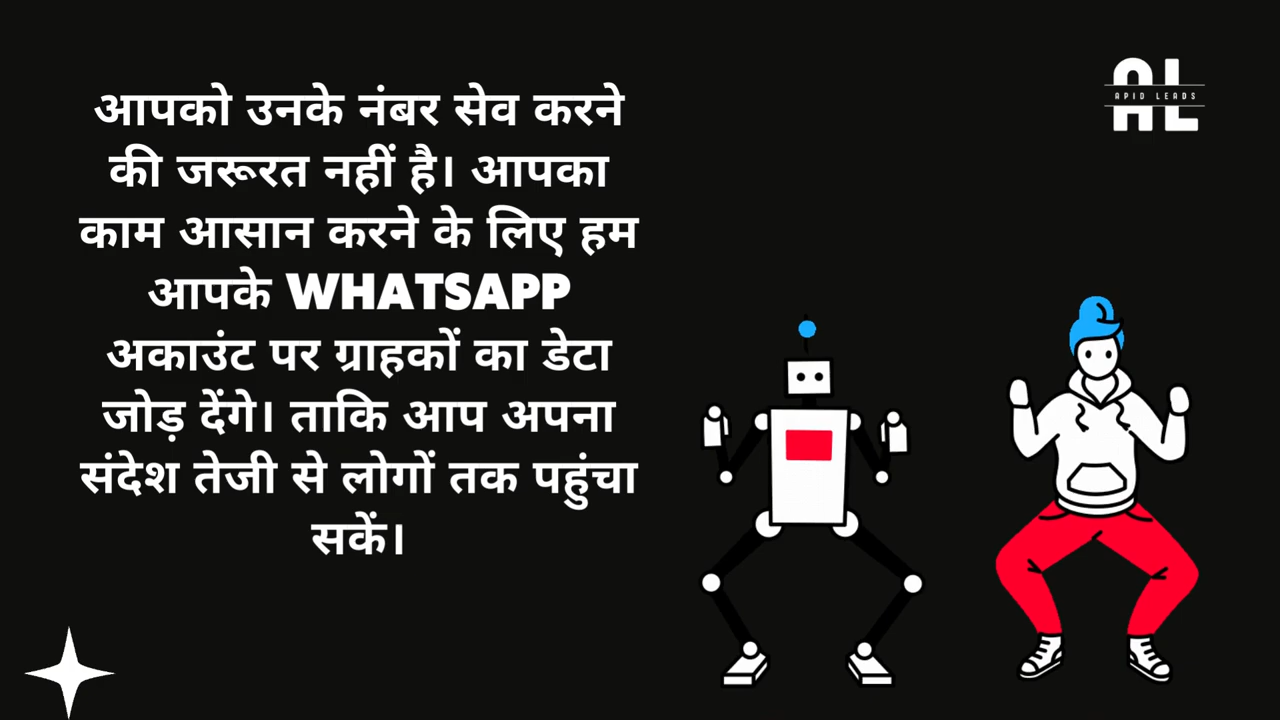 आपको उनके नंबर सेव करने
की जरूरत नहीं है। आपका
काम आसान करने के लिए हम
आपके WHATSAPP
अकाउंट पर ग्राहकों का डेटा
जोड़ देंगे। ताकि आप अपना
संदेश तेजी से लोगों तक पहुंचा
सकें।
AL
APID LEADS